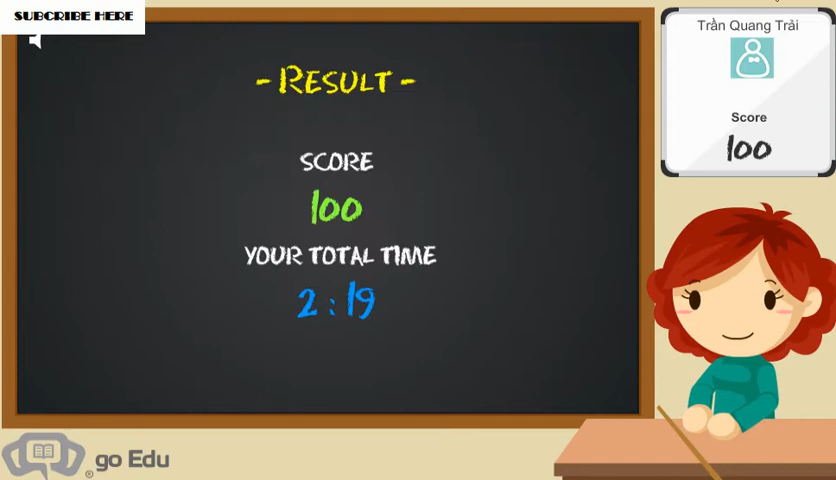 SUBCRIBE HERE
- RESULT -
SCORE
100
YOUR TOTAL TIME
2 : 19
Trần Quang Trải
Score
100
® go Edu